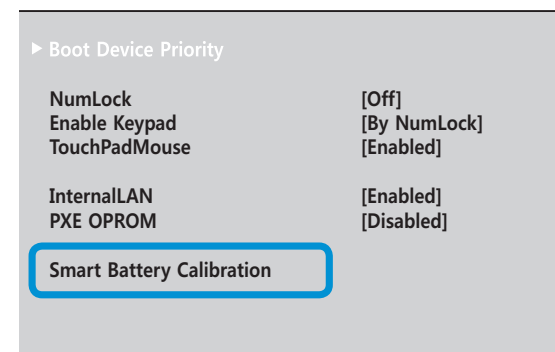 ▶ Boot Device Priority
NumLock [Off]
Enable Keypad [By NumLock]
TouchPadMouse [Enabled]
InternalLAN [Enabled]
PXE OPROM [Disabled]
Smart Battery Calibration